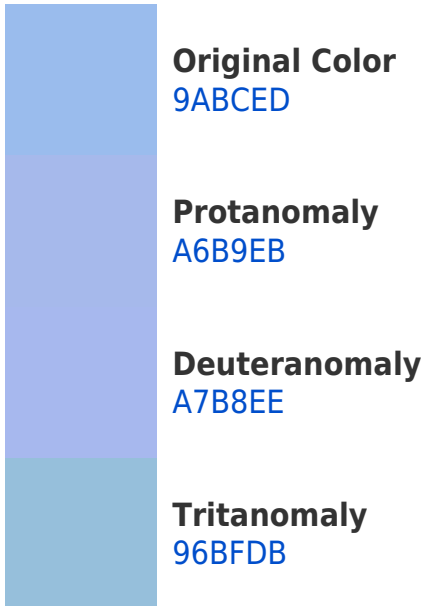 Original Color
9ABCED
Protanomaly
A6B9EB
Deuteranomaly
A7B8EE
Tritanomaly
96BFDB